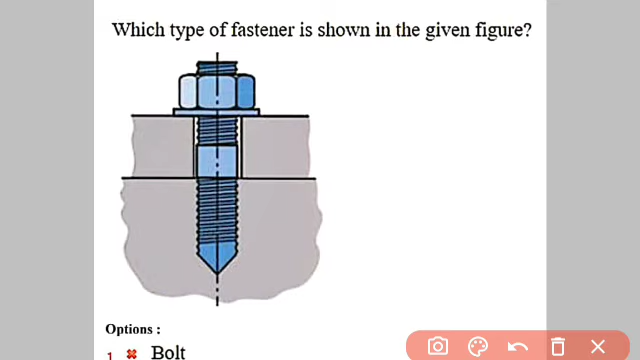 Which type of fastener is shown in the given figure?
Options :
1. Bolt